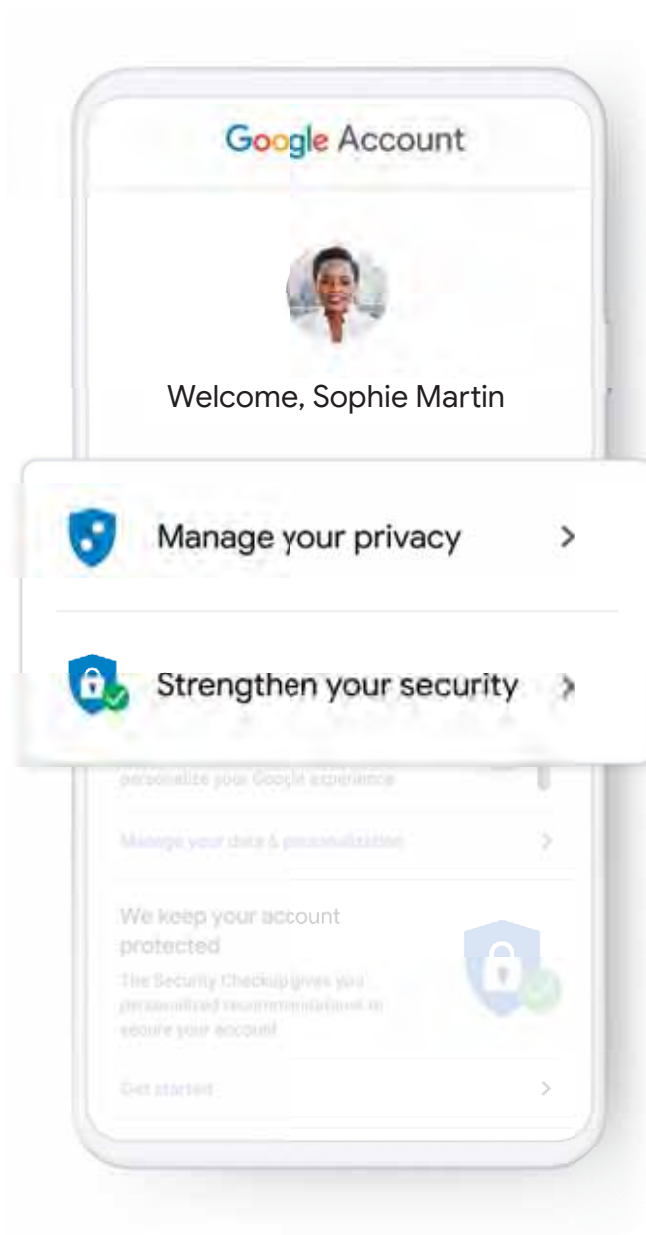 Google Account
Welcome, Sophie Martin
Manage your privacy
Strengthen your security
personalize your Google experience
Manage your data & personalization
We keep your account
protected
The Security Checkup gives you
personalized recommendations to
secure your account
Get started